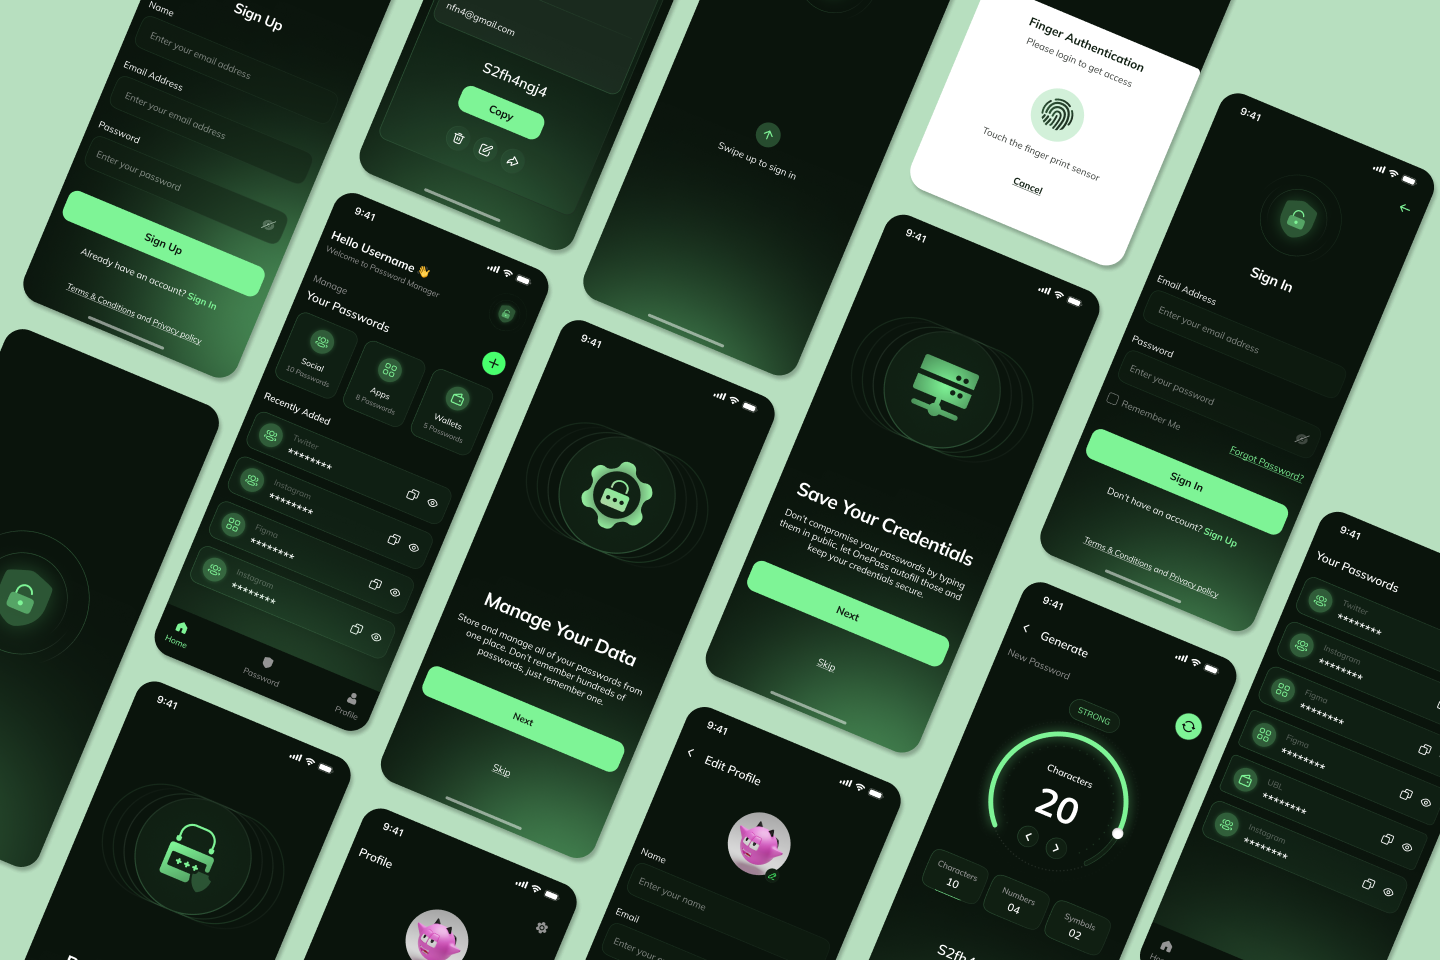 Sign Up
Name
Enter your email address
Email Address
Enter your email address
Password
Enter your password
Sign Up
Already have an account? Sign In
Terms & Conditions and Privacy policy
nfn4@gmail.com
S2fh4ngj4
Copy
Swipe up to sign in
Finger Authentication
Please login to get access
Touch the finger print sensor
Cancel
9:41
Sign In
Email Address
Enter your email address
Password
Enter your password
Remember Me
Forgot Password?
Sign In
Don't have an account? Sign Up
Terms & Conditions and Privacy policy
9:41
Hello Username 👋
Welcome to Password Manager
Manage
Your Passwords
Social
10 Passwords
Apps
8 Passwords
Wallets
5 Passwords
Recently Added
Twitter
********
Instagram
********
Figma
********
Instagram
********
Home
Password
Profile
9:41
Manage Your Data
Store and manage all of your passwords from
one place. Don't remember hundreds of
passwords, just remember one.
Next
Skip
9:41
Save Your Credentials
Don't compromise your passwords by typing
them in public, let OnePass autofill those and
keep your credentials secure.
Next
Skip
9:41
Generate
New Password
STRONG
Characters
20
Characters
10
Numbers
04
Symbols
02
9:41
Your Passwords
Twitter
********
Instagram
********
Figma
********
Figma
********
UBL
********
Instagram
********
9:41
9:41
Profile
9:41
Edit Profile
Name
Enter your name
Email